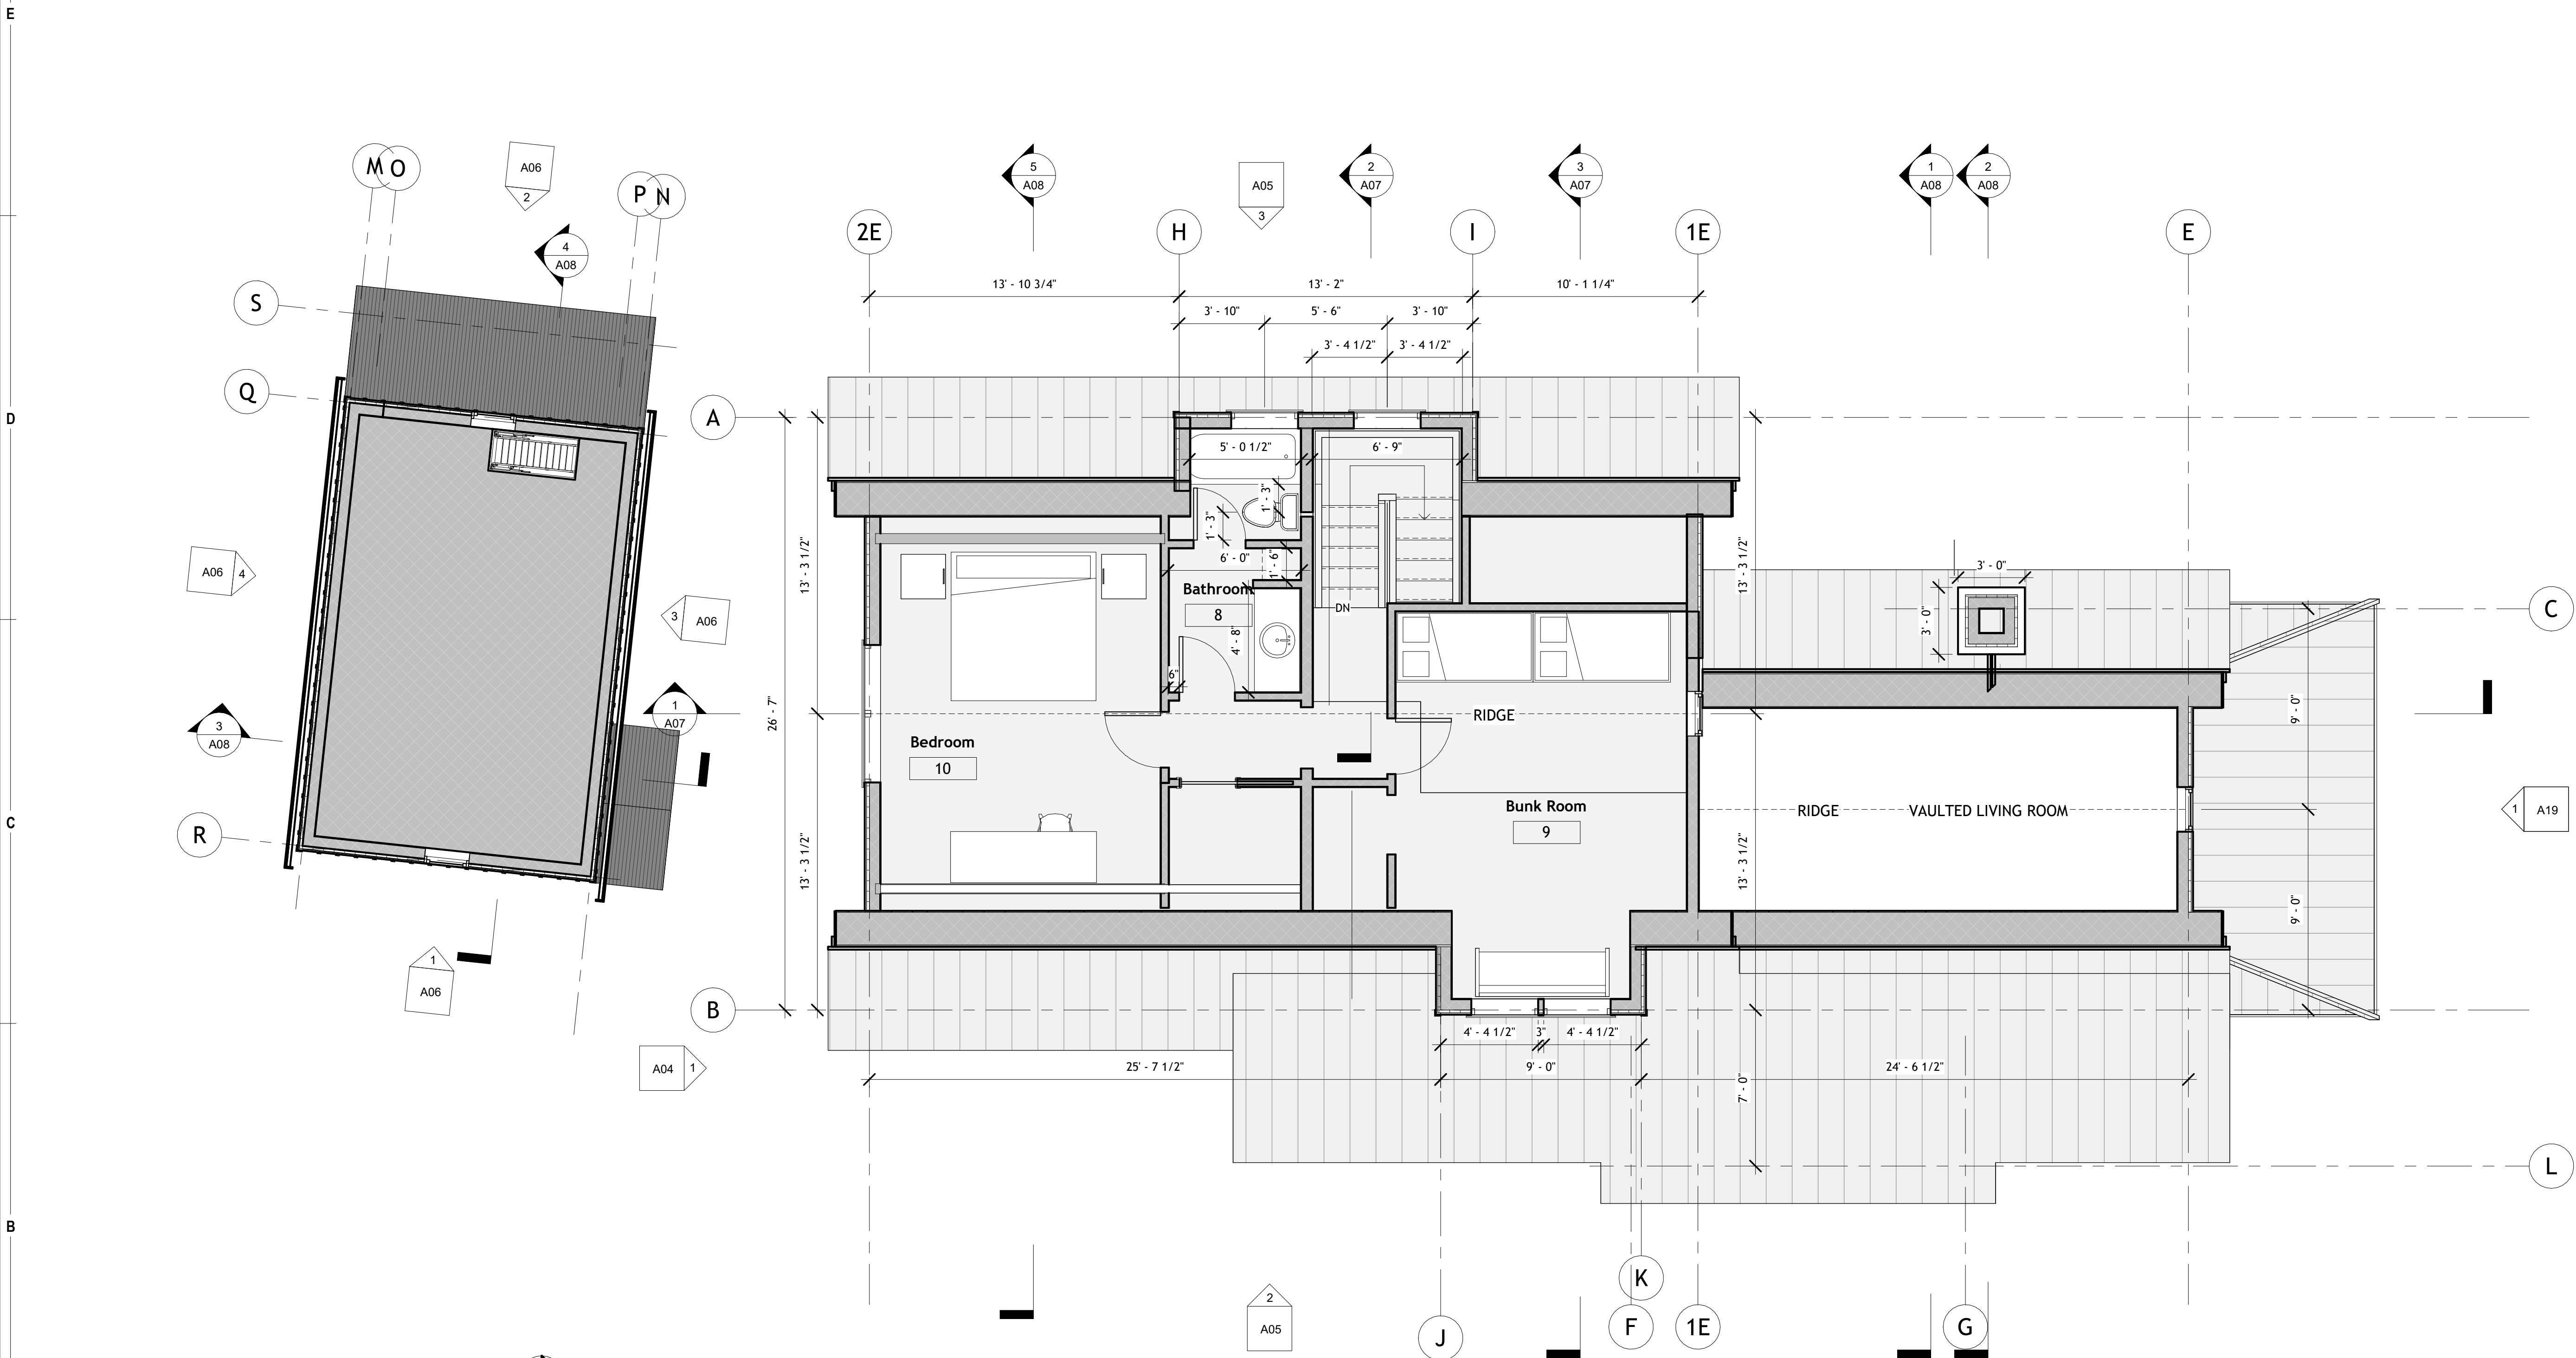 E
M
O
A06
2
P
N
5
A08
A05
3
2
A07
3
A07
1
A08
2
A08
4
A08
2E
H
I
1E
E
S
13' - 10 3/4"
13' - 2"
10' - 1 1/4"
3' - 10"
5' - 6"
3' - 10"
3' - 4 1/2"
3' - 4 1/2"
Q
D
A
5' - 0 1/2"
6' - 9"
1' - 3"
1' - 3"
6' - 0"
1' - 6"
13' - 3 1/2"
13' - 3 1/2"
3' - 0"
3' - 0"
A06
4
Bathroom
8
DN
C
3
A06
4' - 8"
6"
26' - 7"
1
A07
3
A08
RIDGE
9' - 0"
Bedroom
10
Bunk Room
9
RIDGE
VAULTED LIVING ROOM
1
A19
C
R
13' - 3 1/2"
13' - 3 1/2"
9' - 0"
1
A06
B
4' - 4 1/2"
3"
4' - 4 1/2"
A04
1
25' - 7 1/2"
9' - 0"
24' - 6 1/2"
7' - 0"
L
B
K
2
A05
J
F
1E
G